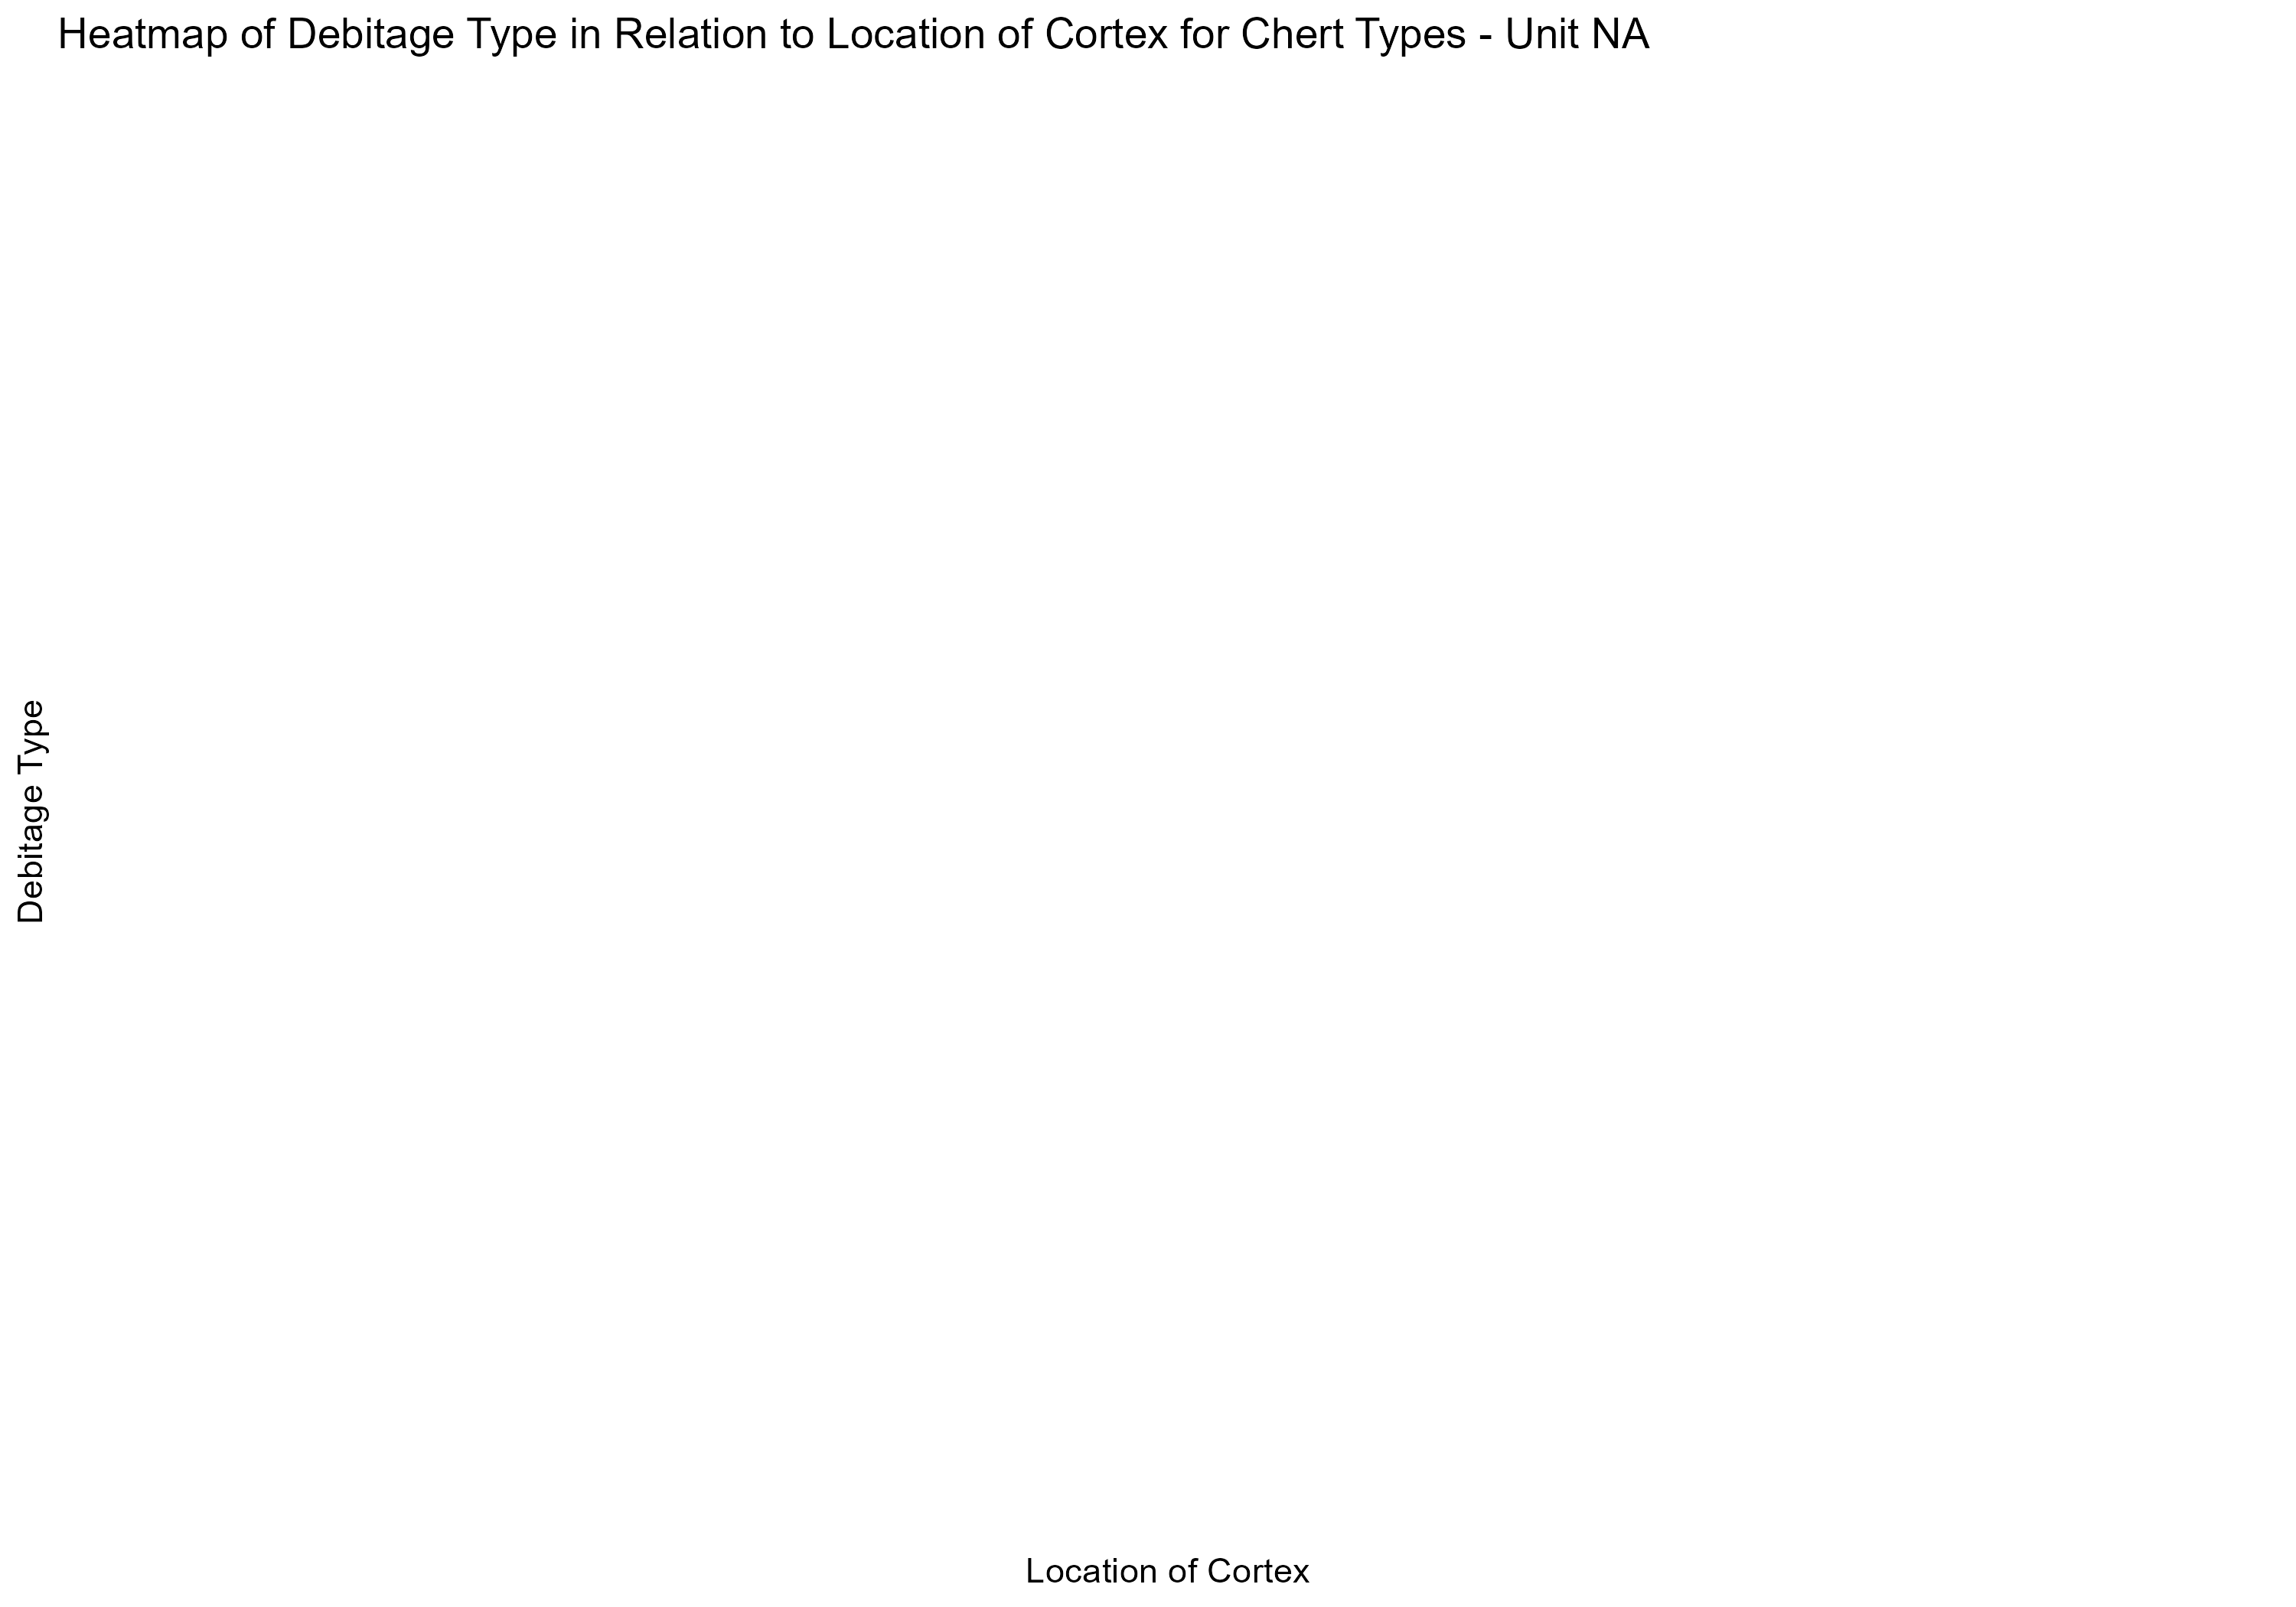 Heatmap of Debitage Type in Relation to Location of Cortex for Chert Types - Unit NA
Debitage Type
Location of Cortex